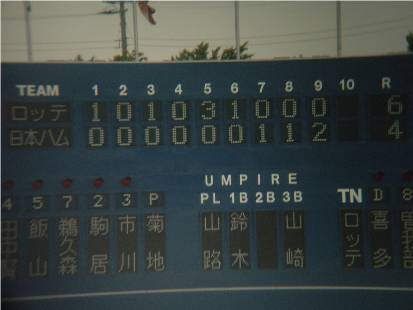 TEAM 1 2 3 4 5 6 7 8 9 10 R
ロッテ 1 0 1 0 3 1 0 0 0 6
日本ハム 0 0 0 0 0 0 1 1 2 4
UMPIRE
4 5 7 8 2 3 P PL 1B 2B 3B TN D 8
飯山 鵜久森 駒居 市川 菊地 山路 鈴木 山崎 ロッテ 喜多